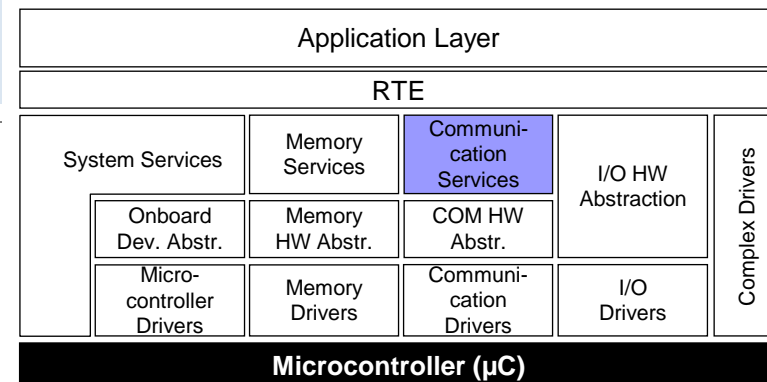 Application Layer
RTE
System Services
Memory
Services
Communi-
cation
Services
I/O HW
Abstraction
Complex Drivers
Onboard
Dev. Abstr.
Memory
HW Abstr.
COM HW
Abstr.
Micro-
controller
Drivers
Memory
Drivers
Communi-
cation
Drivers
I/O
Drivers
Microcontroller (µC)